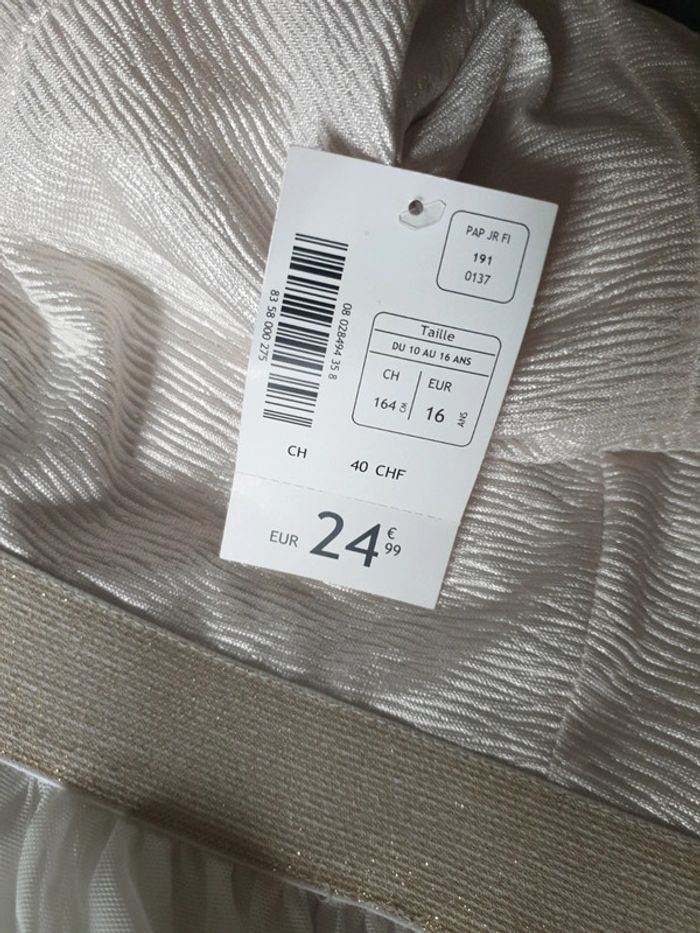 PAP JR FI
191
0137
08 028494 35 8
83 58 000 275
Taille
DU 10 AU 16 ANS
CH EUR
164 CM 16 ANS
CH 40 CHF
EUR 24 €99